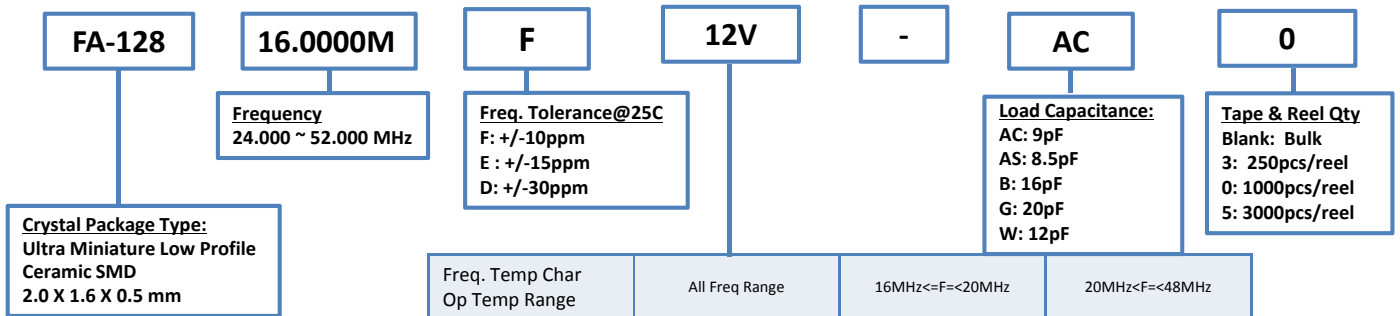 FA-128
16.0000M
F
12V
-
AC
0
Frequency
24.000 ~ 52.000 MHz
Freq. Tolerance@25C
F: +/-10ppm
E : +/-15ppm
D: +/-30ppm
Load Capacitance:
AC: 9pF
AS: 8.5pF
B: 16pF
G: 20pF
W: 12pF
Tape & Reel Qty
Blank: Bulk
3: 250pcs/reel
0: 1000pcs/reel
5: 3000pcs/reel
Crystal Package Type:
Ultra Miniature Low Profile
Ceramic SMD
2.0 X 1.6 X 0.5 mm
Freq. Temp Char
Op Temp Range
All Freq Range
16MHz<=F=<20MHz
20MHz<F=<48MHz